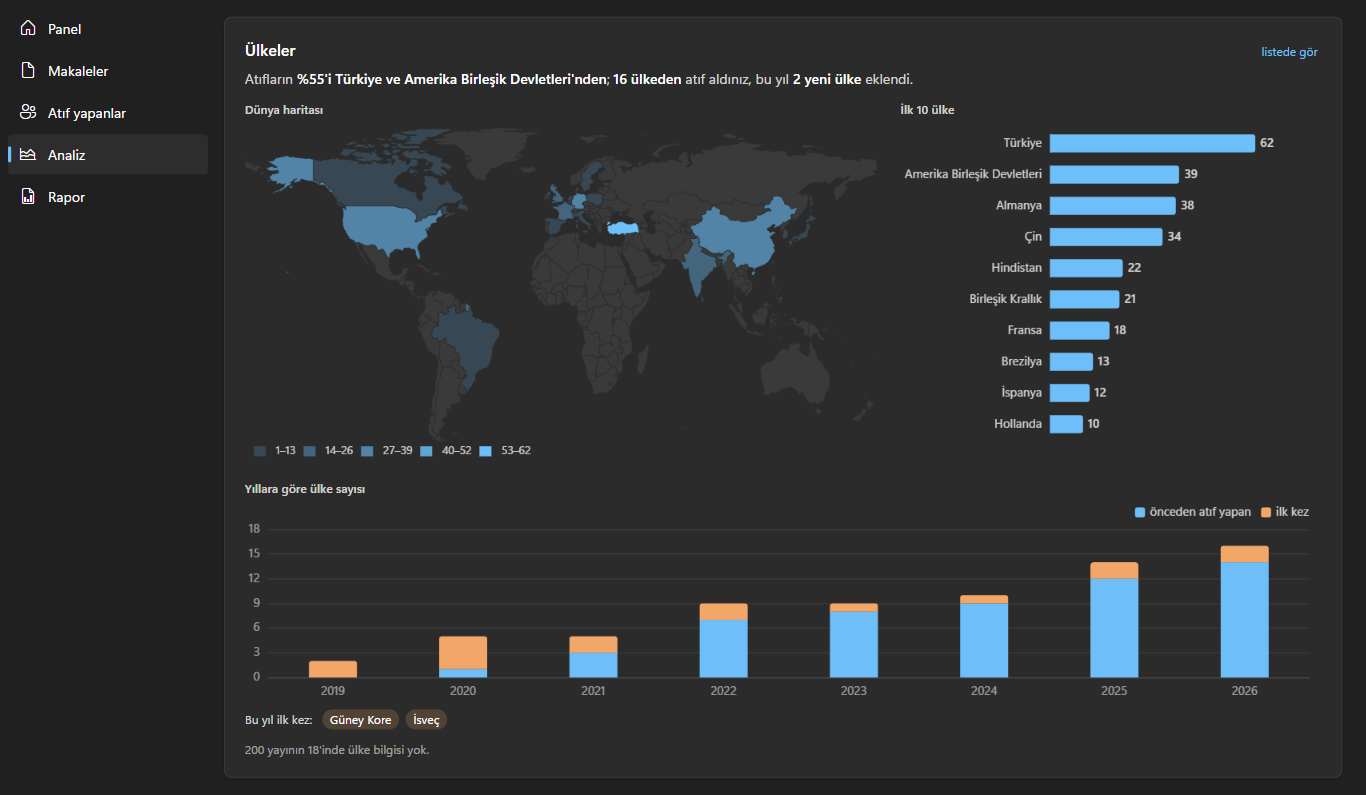 Panel
Makaleler
Atıf yapanlar
Analiz
Rapor
Ülkeler
listede gör
Atıfların %55'i Türkiye ve Amerika Birleşik Devletleri'nden; 16 ülkeden atıf aldınız, bu yıl 2 yeni ülke eklendi.
Dünya haritası
1–13 14–26 27–39 40–52 53–62
İlk 10 ülke
Türkiye 62
Amerika Birleşik Devletleri 39
Almanya 38
Çin 34
Hindistan 22
Birleşik Krallık 21
Fransa 18
Brezilya 13
İspanya 12
Hollanda 10
Yıllara göre ülke sayısı
önceden atıf yapan ilk kez
18
15
12
9
6
3
0
2019 2020 2021 2022 2023 2024 2025 2026
Bu yıl ilk kez: Güney Kore İsveç
200 yayının 18'inde ülke bilgisi yok.